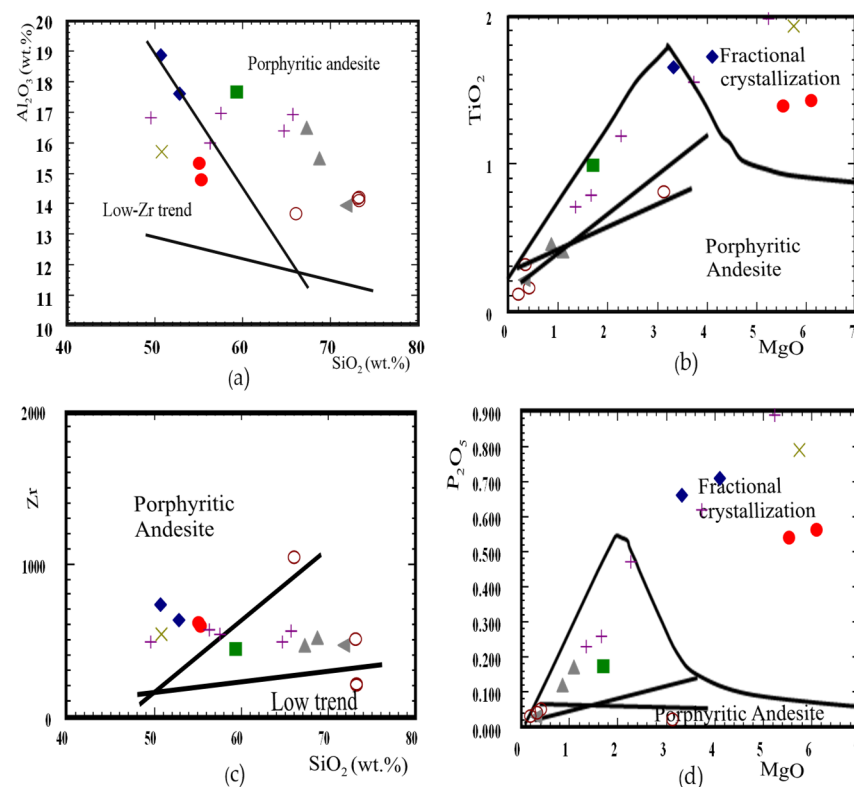 Al₂O₃ (wt.%)
20
19
18
17
16
15
14
13
12
11
10
Porphyritic andesite
Low-Zr trend
40
50
60
70
80
SiO₂ (wt.%)
(a)
TiO₂
2
1
0
Fractional
crystallization
Porphyritic
Andesite
0
1
2
3
4
5
6
7
MgO
(b)
Zr
2000
1000
0
Porphyritic
Andesite
Low trend
40
50
60
70
80
SiO₂ (wt.%)
(c)
P₂O₅
0.900
0.800
0.700
0.600
0.500
0.400
0.300
0.200
0.100
0.000
Fractional
crystallization
Porphyritic Andesite
0
1
2
3
4
5
6
7
MgO
(d)